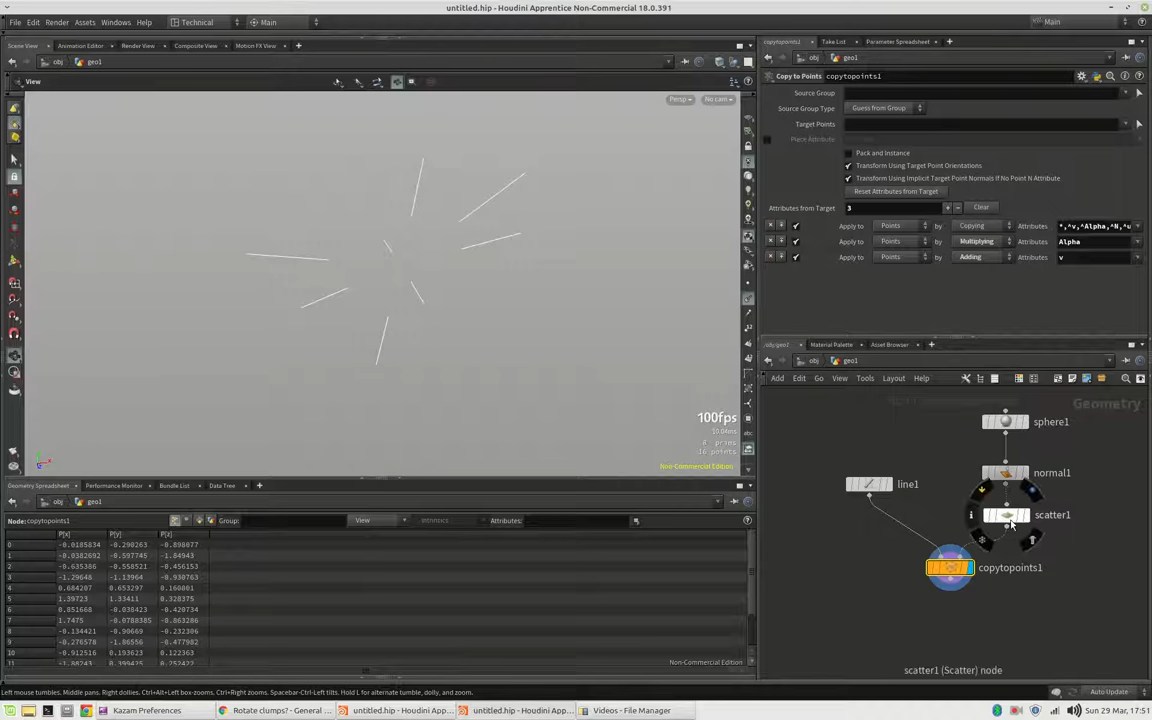 untitled.hip - Houdini Apprentice Non-Commercial 18.0.391
File Edit Render Assets Windows Help Technical Main Main
Scene View Animation Editor Render View Composite View Motion FX View
obj geo1
View
Persp No cam
100fps
10.04ms
8 prims
16 points
Non-Commercial Edition
Geometry Spreadsheet Performance Monitor Bundle List Data Tree
obj geo1
Node: copytopoints1 Group: View Intrinsics Attributes:
P[x] P[y] P[z]
0 -0.0185834 -0.290263 -0.898077
1 -0.0382692 -0.597745 -1.84943
2 -0.635386 -0.558521 -0.456153
3 -1.29648 -1.13964 -0.930763
4 0.684207 0.653297 0.160801
5 1.39723 1.33411 0.328375
6 0.851668 -0.038423 -0.420734
7 1.7475 -0.0788385 -0.863286
8 -0.134421 -0.90669 -0.232306
9 -0.276578 -1.86556 -0.477982
10 -0.912516 0.193623 0.122363
11 -1.88243 0.399425 0.252422
Non-Commercial Edition
copytopoints1 Take List Parameter Spreadsheet
obj geo1
Copy to Points copytopoints1
Source Group
Source Group Type Guess from Group
Target Points
Piece Attribute
Pack and Instance
Transform Using Target Point Orientations
Transform Using Implicit Target Point Normals If No Point N Attribute
Reset Attributes from Target
Attributes from Target 3 Clear
Apply to Points by Copying Attributes *,^v,^Alpha,^N,^u
Apply to Points by Multiplying Attributes Alpha
Apply to Points by Adding Attributes v
/obj/geo1 Material Palette Asset Browser
obj geo1
Add Edit Go View Tools Layout Help
Geometry
sphere1
normal1
line1
scatter1
copytopoints1
scatter1 (Scatter) node
Left mouse tumbles. Middle pans. Right dollies. Ctrl+Alt+Left box-zooms. Ctrl+Right zooms. Spacebar-Ctrl-Left tilts. Hold L for alternate tumble, dolly, and zoom.
Auto Update
Kazam Preferences Rotate clumps? - General ... untitled.hip - Houdini App... untitled.hip - Houdini App... Videos - File Manager Sun 29 Mar, 17:51